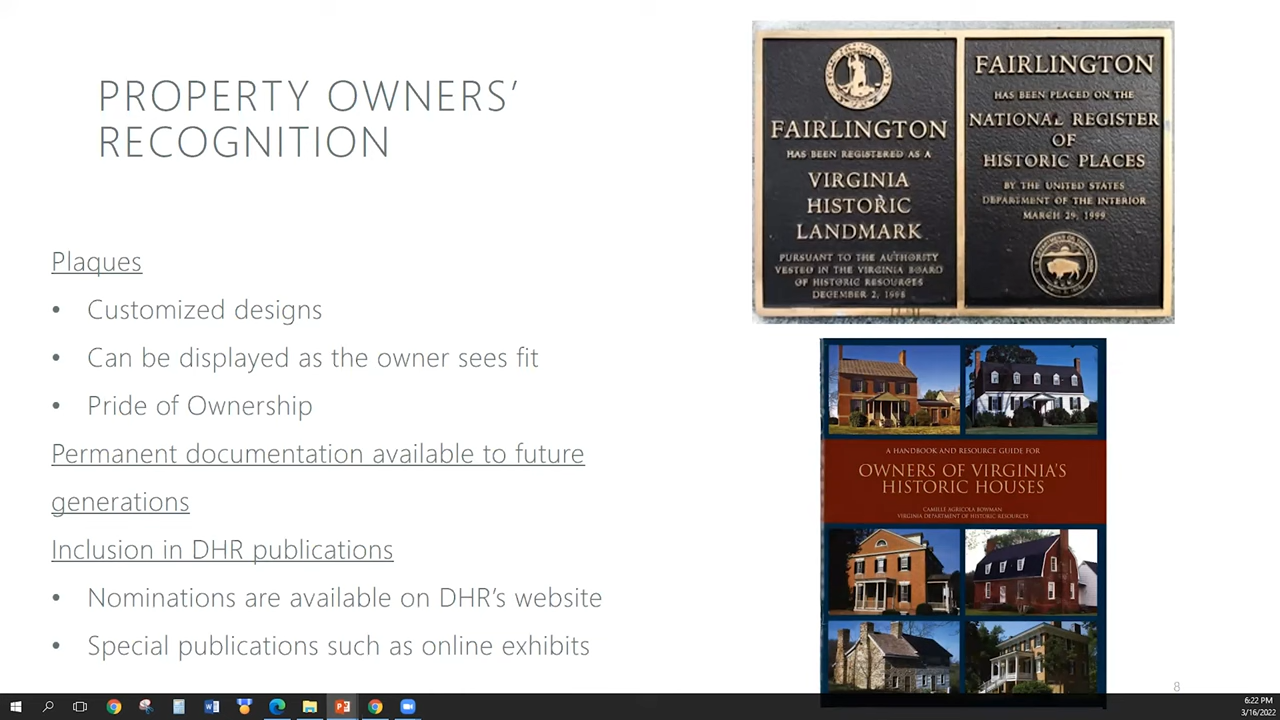 PROPERTY OWNERS’
RECOGNITION
Plaques
• Customized designs
• Can be displayed as the owner sees fit
• Pride of Ownership
Permanent documentation available to future
generations
Inclusion in DHR publications
• Nominations are available on DHR’s website
• Special publications such as online exhibits
FAIRLINGTON
HAS BEEN REGISTERED AS A
VIRGINIA
HISTORIC
LANDMARK
PURSUANT TO THE AUTHORITY
VESTED IN THE VIRGINIA BOARD
OF HISTORIC RESOURCES
DECEMBER 2, 1998
FAIRLINGTON
HAS BEEN PLACED ON THE
NATIONAL REGISTER
OF
HISTORIC PLACES
BY THE UNITED STATES
DEPARTMENT OF THE INTERIOR
MARCH 29, 1999
A HANDBOOK AND RESOURCE GUIDE FOR
OWNERS OF VIRGINIA'S
HISTORIC HOUSES
CAMILLE AGRICOLA BOWMAN
VIRGINIA DEPARTMENT OF HISTORIC RESOURCES
8
6:22 PM
3/16/2022